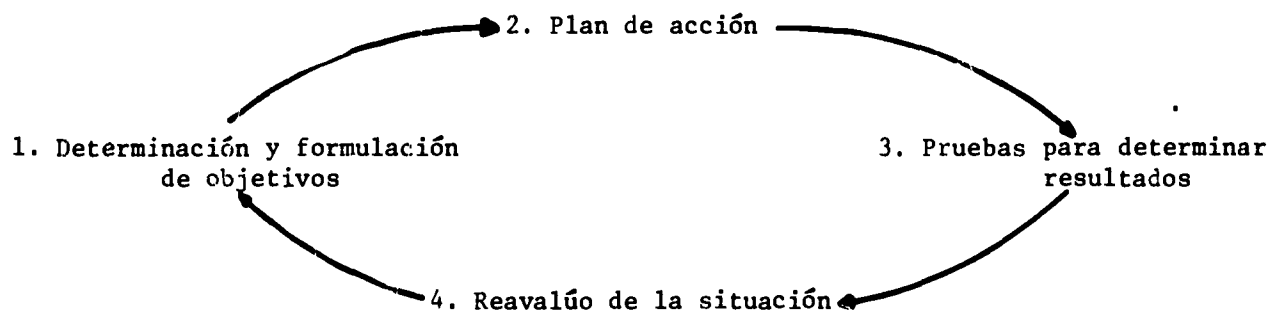 2. Plan de acción
1. Determinación y formulación
de objetivos
3. Pruebas para determinar
resultados
4. Reavalúo de la situación